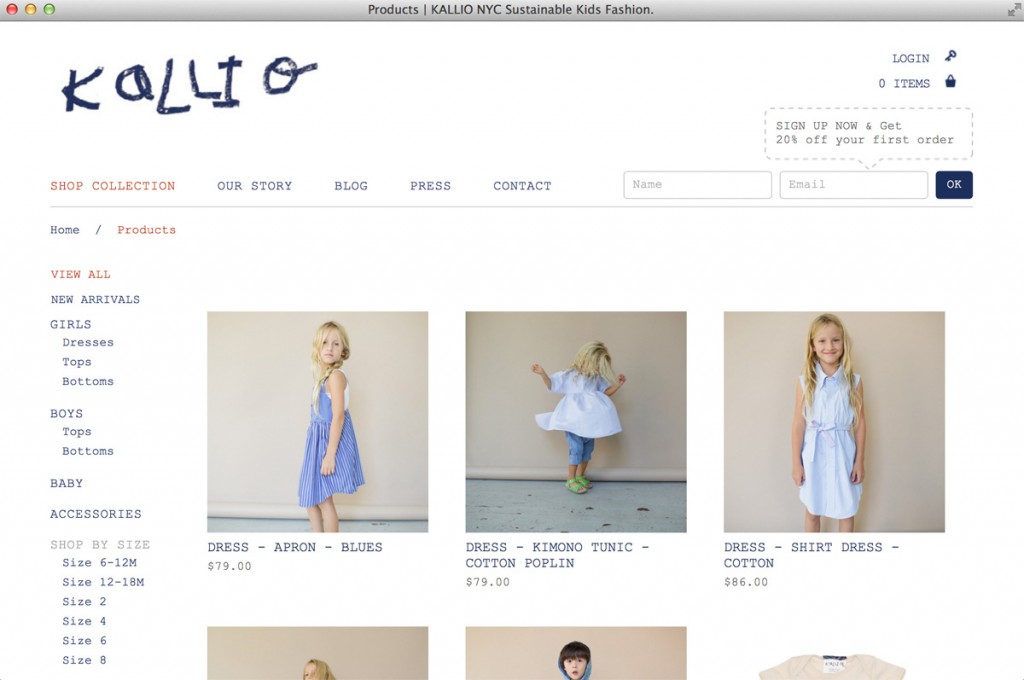 Products | KALLIO NYC Sustainable Kids Fashion.
KALLIO
LOGIN
0 ITEMS
SIGN UP NOW & Get
20% off your first order
SHOP COLLECTION OUR STORY BLOG PRESS CONTACT Name Email OK
Home / Products
VIEW ALL
NEW ARRIVALS
GIRLS
Dresses
Tops
Bottoms
BOYS
Tops
Bottoms
BABY
ACCESSORIES
SHOP BY SIZE
Size 6-12M
Size 12-18M
Size 2
Size 4
Size 6
Size 8
DRESS - APRON - BLUES
$79.00
DRESS - KIMONO TUNIC -
COTTON POPLIN
$79.00
DRESS - SHIRT DRESS -
COTTON
$86.00
KALLIO